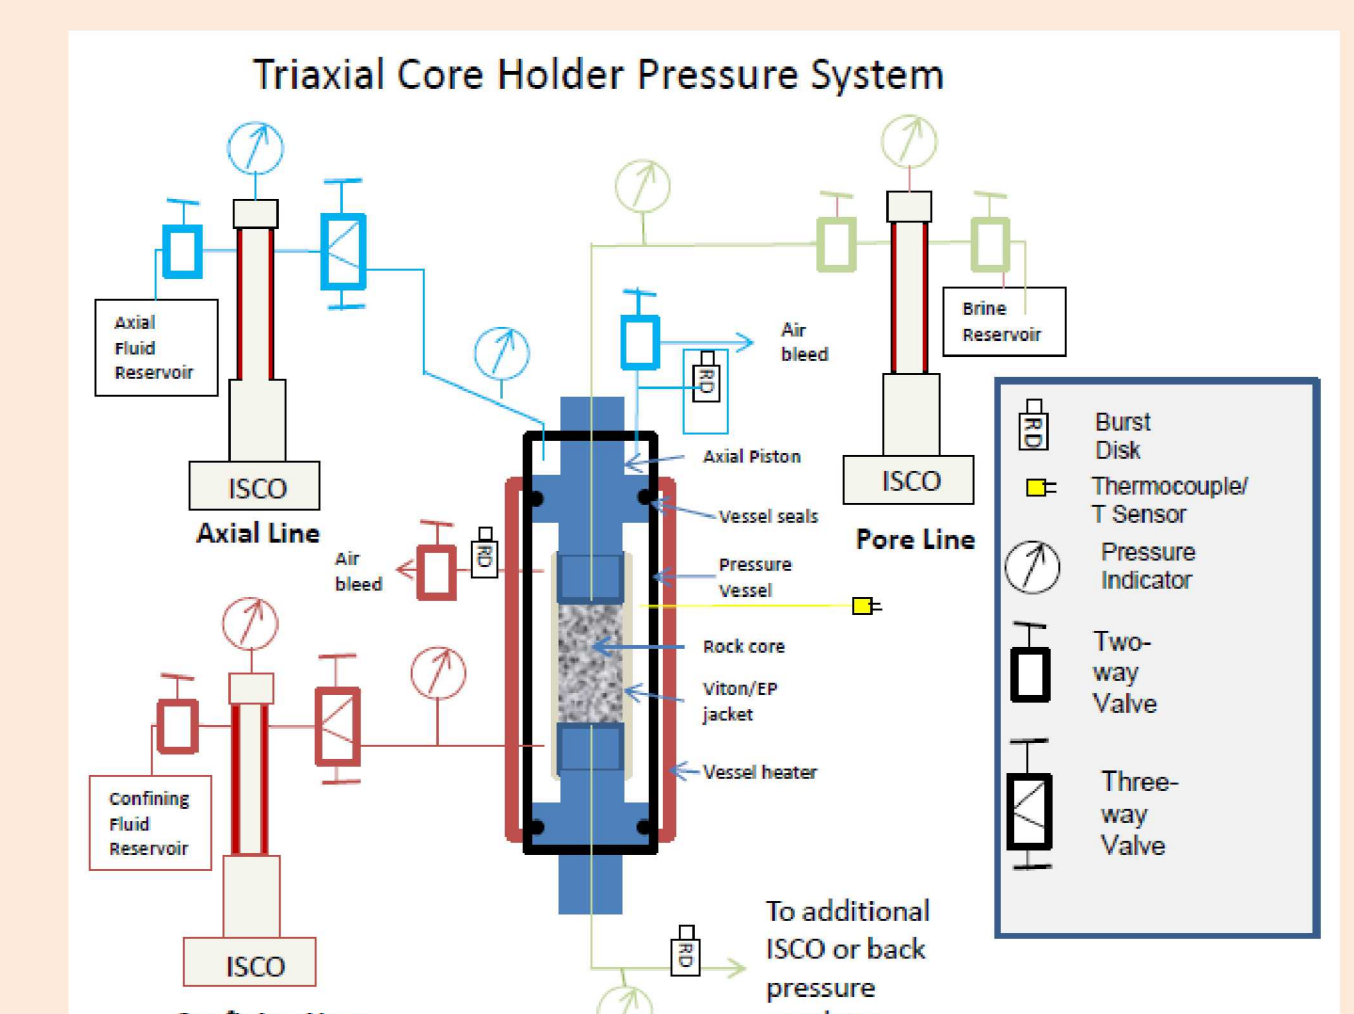 Triaxial Core Holder Pressure System
Axial
Fluid
Reservoir
ISCO
Axial Line
Air
bleed
RD
Brine
Reservoir
ISCO
Pore Line
Axial Piston
Vessel seals
Pressure
Vessel
Rock core
Viton/EP
jacket
Vessel heater
Air
bleed
RD
Confining
Fluid
Reservoir
ISCO
RD
To additional
ISCO or back
pressure
RD
Burst
Disk
Thermocouple/
T Sensor
Pressure
Indicator
Two-
way
Valve
Three-
way
Valve